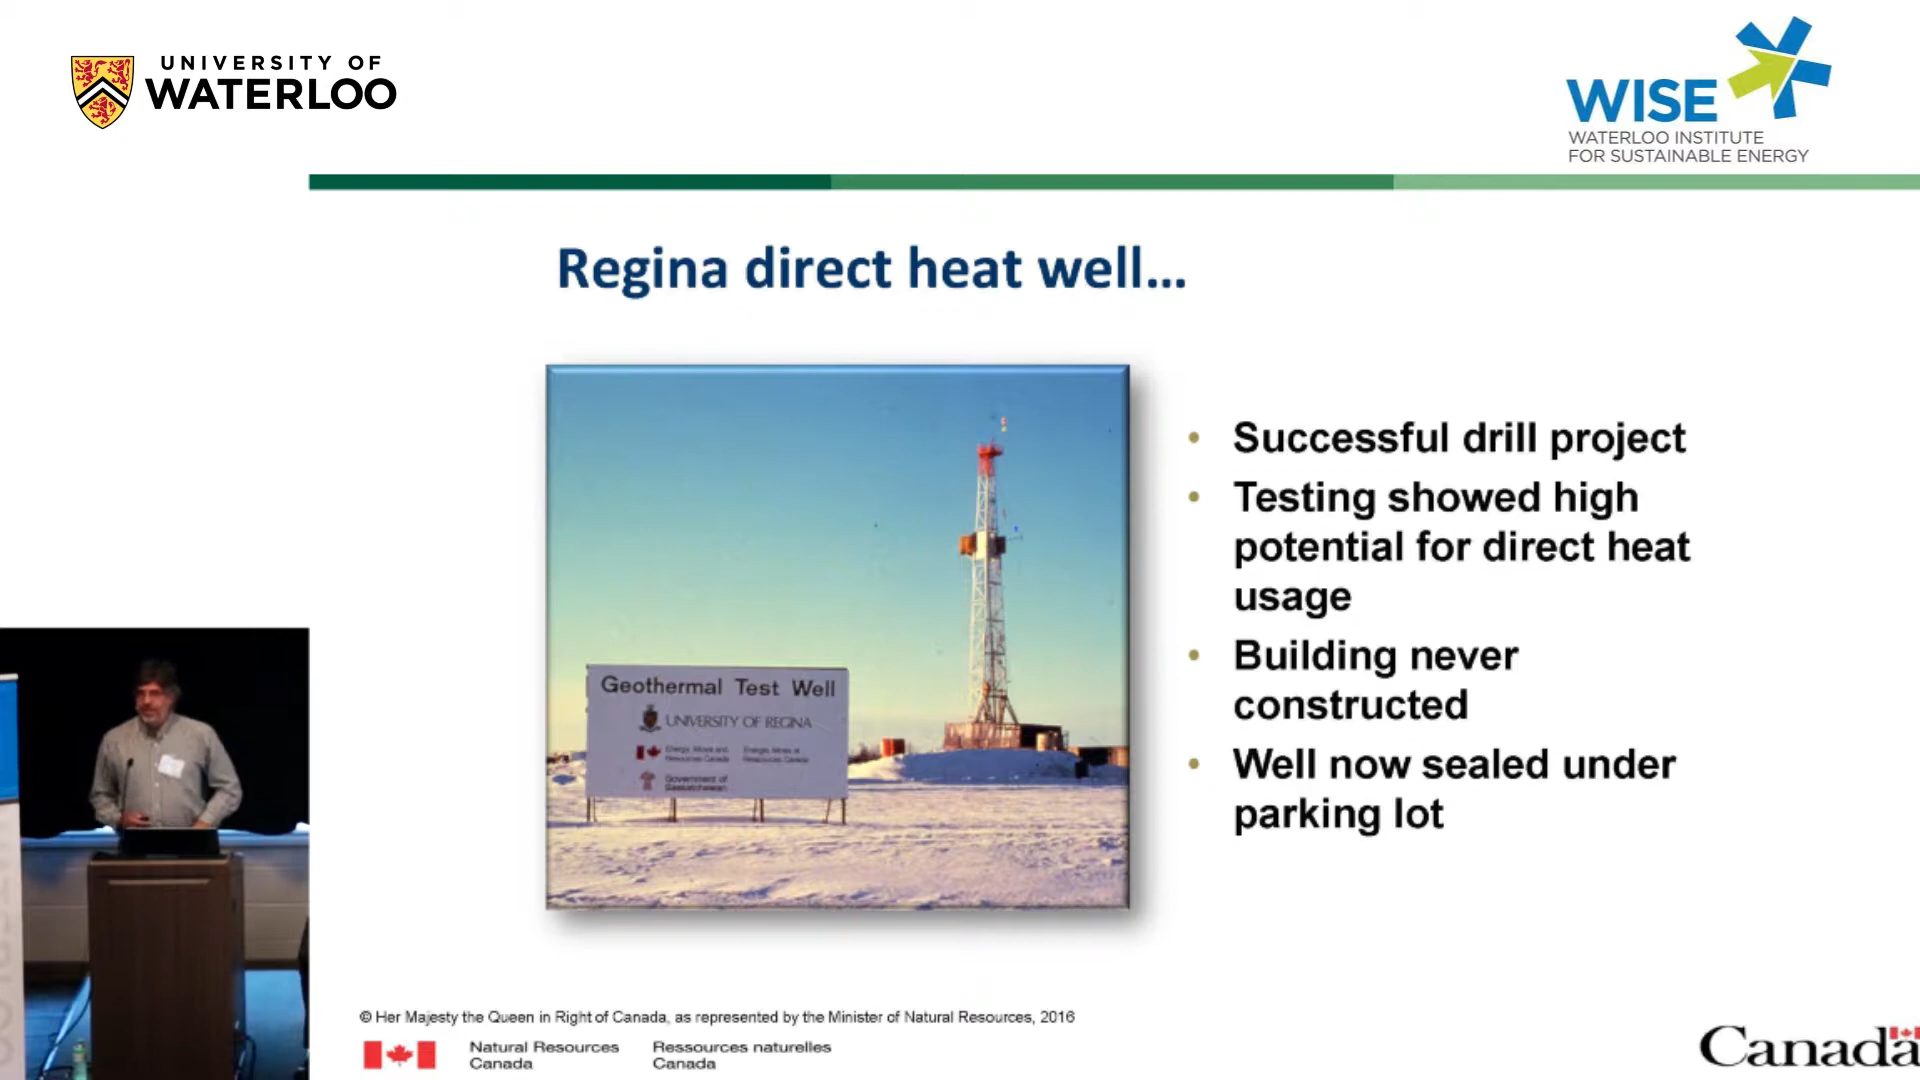 UNIVERSITY OF
WATERLOO
WISE
WATERLOO INSTITUTE
FOR SUSTAINABLE ENERGY
Regina direct heat well...
Geothermal Test Well
UNIVERSITY OF REGINA
Energy, Mines and
Resources Canada
Énergie, Mines et
Ressources Canada
Government of
Saskatchewan
• Successful drill project
• Testing showed high
potential for direct heat
usage
• Building never
constructed
• Well now sealed under
parking lot
© Her Majesty the Queen in Right of Canada, as represented by the Minister of Natural Resources, 2016
Natural Resources
Canada
Ressources naturelles
Canada
Canada